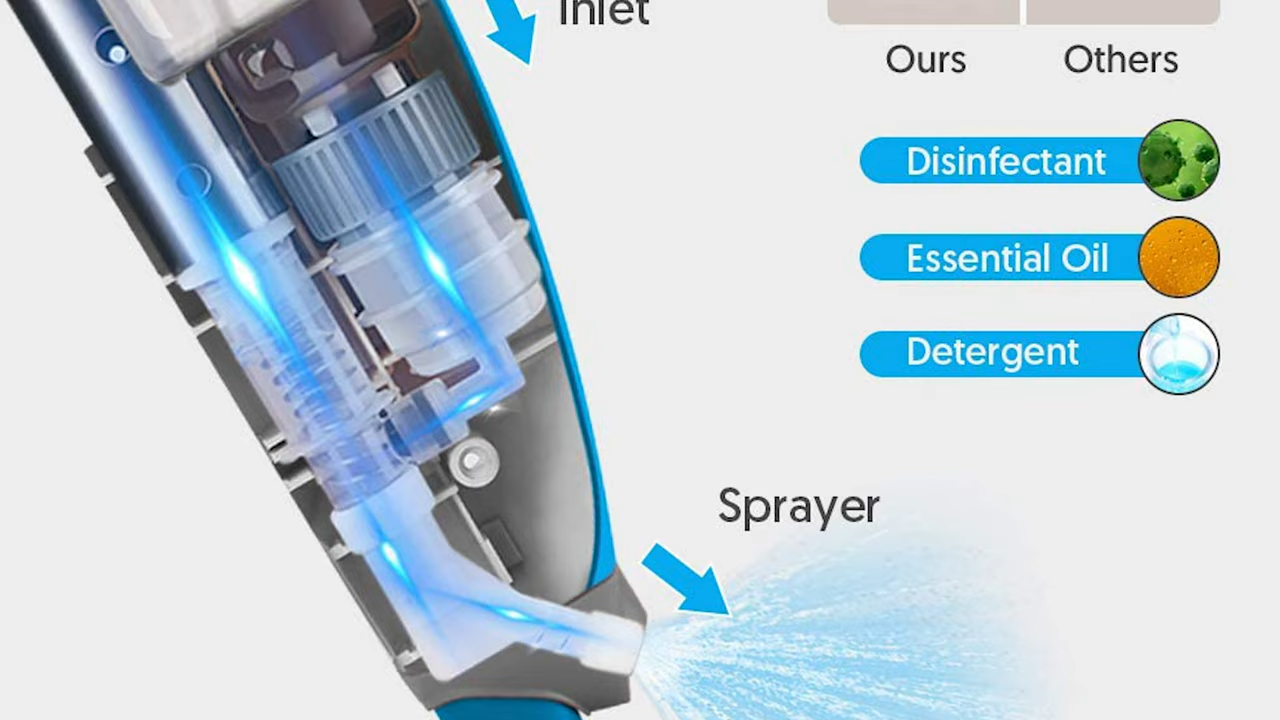 Inlet
Ours
Others
Disinfectant
Essential Oil
Detergent
Sprayer